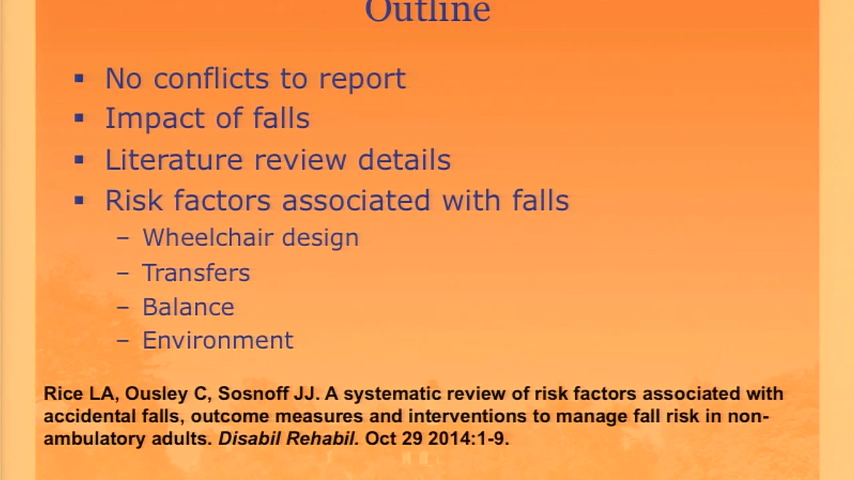 Outline
▪ No conflicts to report
▪ Impact of falls
▪ Literature review details
▪ Risk factors associated with falls
– Wheelchair design
– Transfers
– Balance
– Environment
Rice LA, Ousley C, Sosnoff JJ. A systematic review of risk factors associated with
accidental falls, outcome measures and interventions to manage fall risk in non-
ambulatory adults. Disabil Rehabil. Oct 29 2014:1-9.